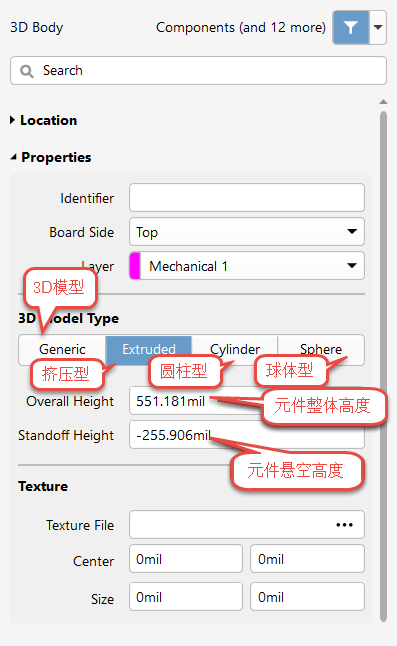 3D Body
Components (and 12 more)
Search
Location
Properties
Identifier
Board Side
Top
Layer
Mechanical 1
3D模型
3D Model Type
Generic
Extruded
Cylinder
Sphere
挤压型
圆柱型
球体型
Overall Height
551.181mil
元件整体高度
Standoff Height
-255.906mil
元件悬空高度
Texture
Texture File
•••
Center
0mil
0mil
Size
0mil
0mil